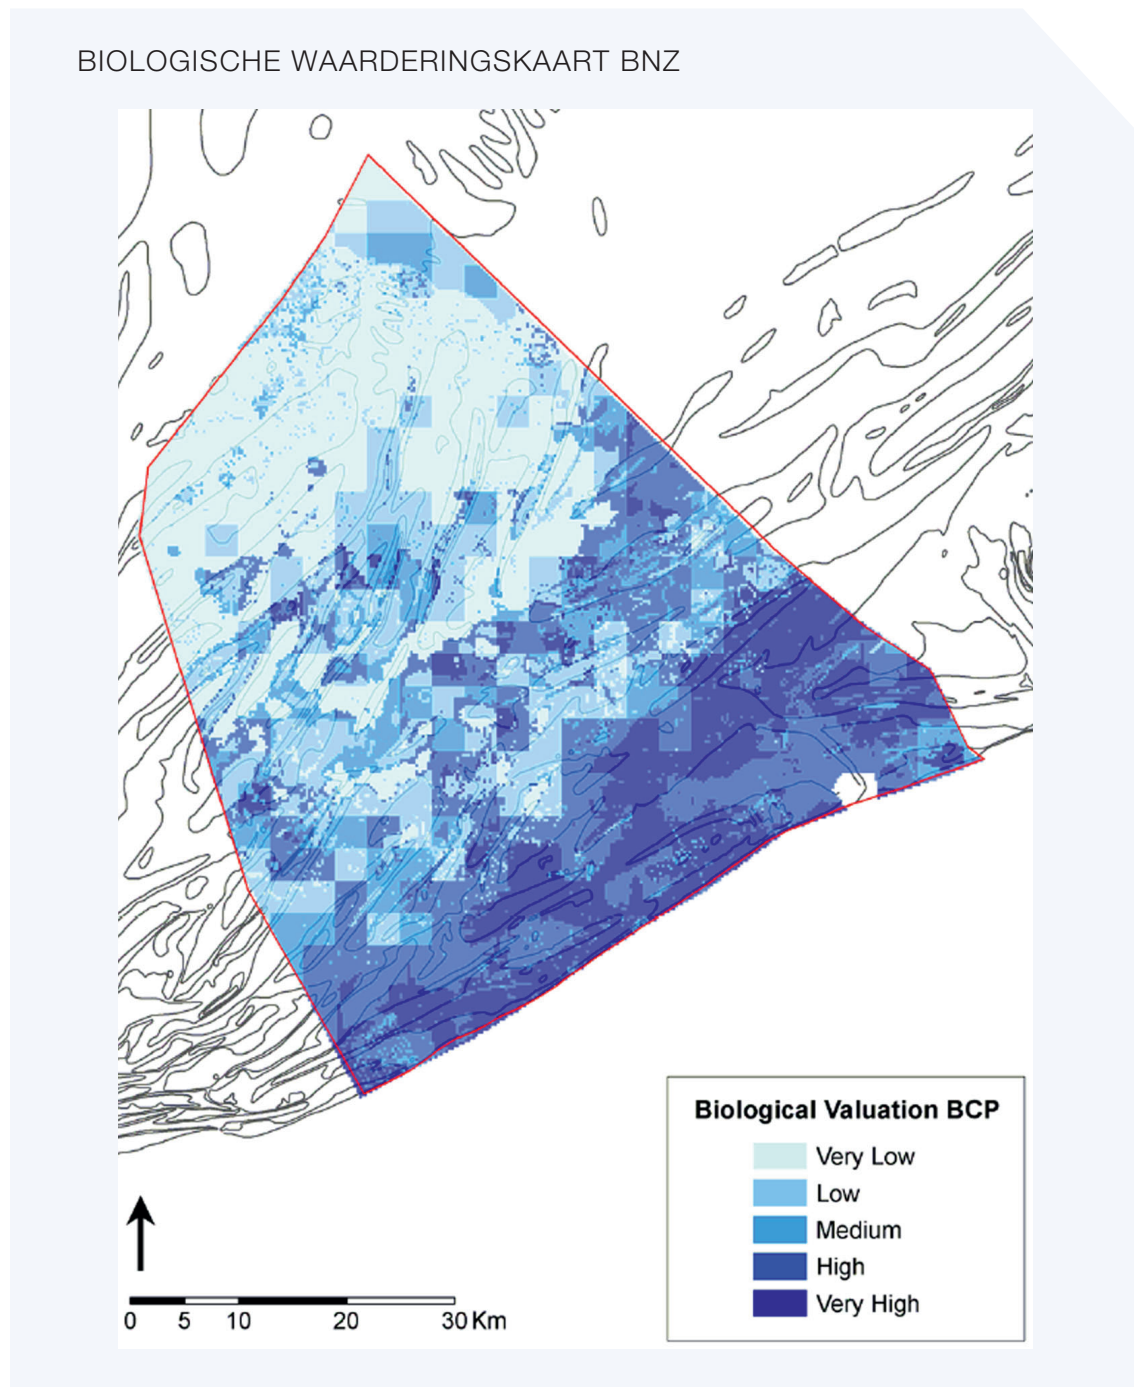 BIOLOGISCHE WAARDERINGSKAART BNZ
Biological Valuation BCP
Very Low
Low
Medium
High
Very High
0 5 10 20 30 Km